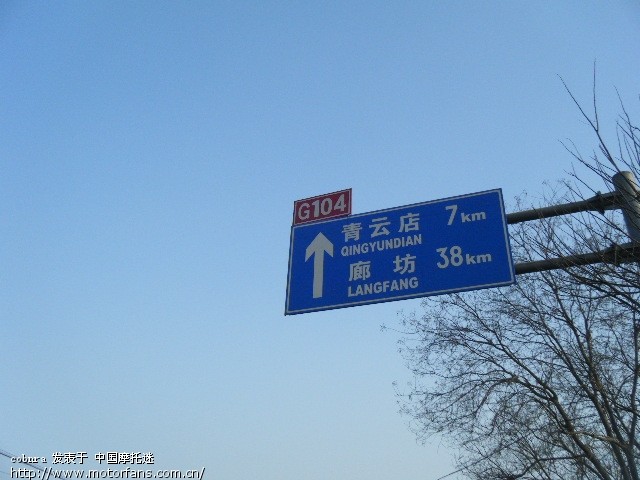 G104
青云店 7km
QINGYUNDIAN
廊坊 38km
LANGFANG
cobura 发表于 中国摩托迷
http://www.motorfans.com.cn/